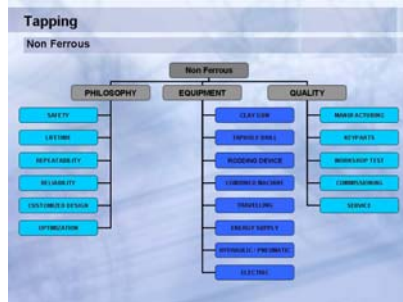 Tapping
Non Ferrous
Non Ferrous
PHILOSOPHY
EQUIPMENT
QUALITY
SAFETY
LIFETIME
REPEATABILITY
RELIABILITY
CUSTOMIZED DESIGN
OPTIMIZATION
CLAY GUN
TAPHOLE DRILL
RODDING DEVICE
COMBINED MACHINE
TRAVELLING
ENERGY SUPPLY
HYDRAULIC / PNEUMATIC
ELECTRIC
MANUFACTURING
KEYPARTS
WORKSHOP TEST
COMMISSIONING
SERVICE